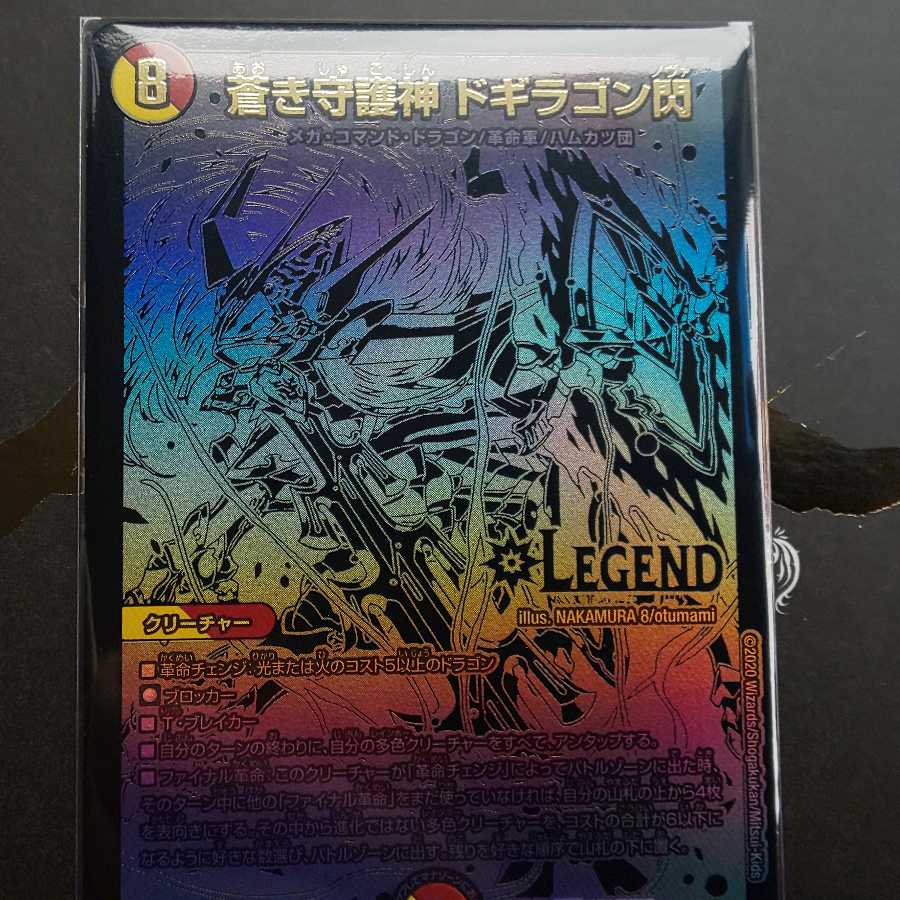 8
蒼き守護神 ドギラゴン閃
あお しゅ ご しん ノヴァ
メガ・コマンド・ドラゴン/革命軍/ハムカツ団
LEGEND
illus. NAKAMURA 8/otumami
クリーチャー
革命チェンジ:光または火のコスト5以上のドラゴン
ブロッカー
T・ブレイカー
自分のターンの終わりに、自分の多色クリーチャーをすべて、アンタップする。
ファイナル革命:このクリーチャーが「革命チェンジ」によってバトルゾーンに出た時、
そのターン中に他の「ファイナル革命」をまだ使っていなければ、自分の山札の上から4枚
を表向きにする。その中から進化ではない多色クリーチャーを、コストの合計が6以下に
なるように好きな数選び、バトルゾーンに出す。残りを好きな順序で山札の下に置く。
©2020 Wizards/Shogakukan/Mitsui-Kids